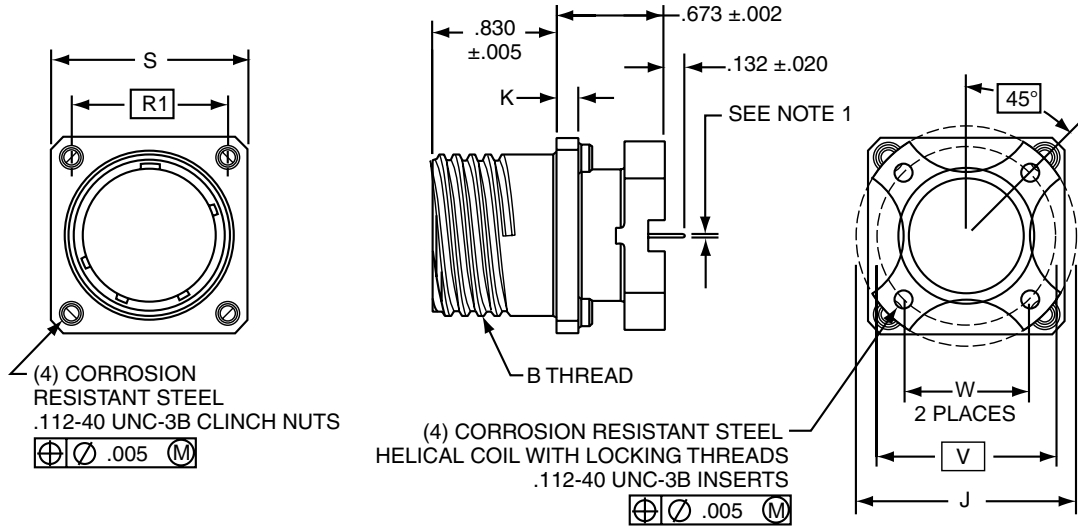 S
R1
(4) CORROSION
RESISTANT STEEL
.112-40 UNC-3B CLINCH NUTS
⌖ ∅ .005 Ⓜ
.830
±.005
.673 ±.002
.132 ±.020
K
SEE NOTE 1
B THREAD
45°
(4) CORROSION RESISTANT STEEL
HELICAL COIL WITH LOCKING THREADS
.112-40 UNC-3B INSERTS
⌖ ∅ .005 Ⓜ
W
2 PLACES
V
J